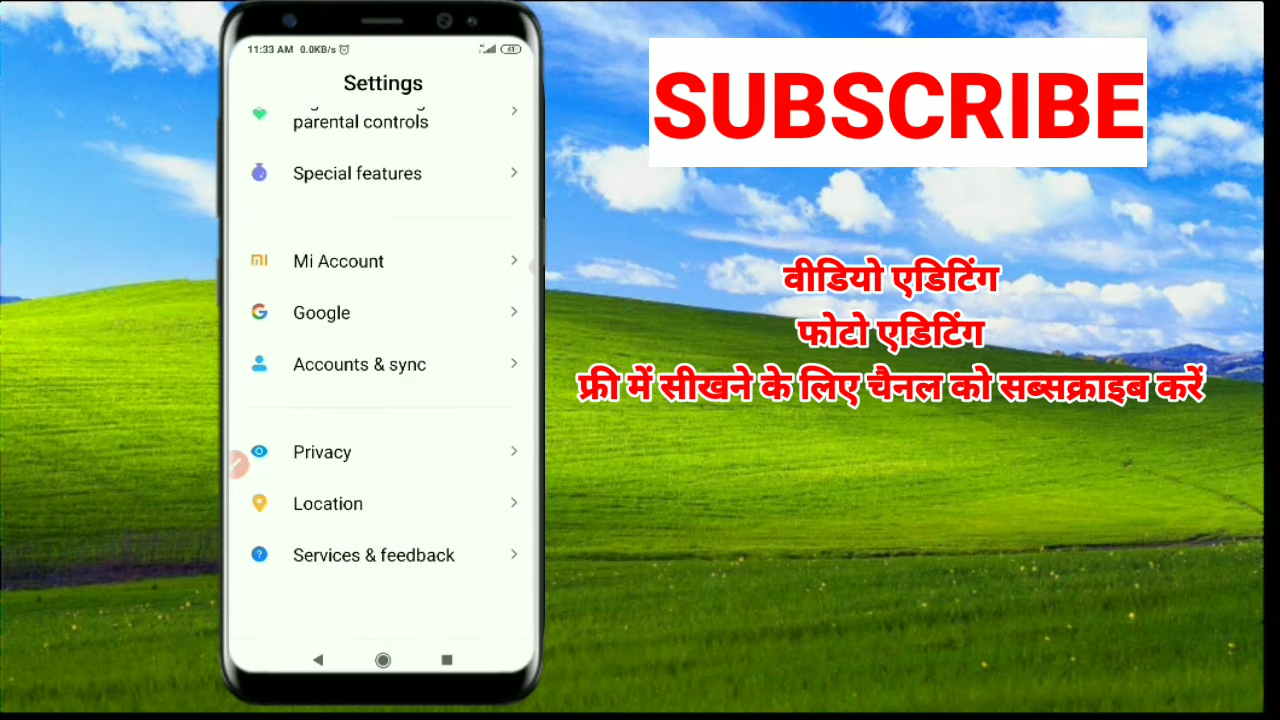 11:33 AM 0.0KB/s
41
Settings
parental controls
Special features
Mi Account
Google
Accounts & sync
Privacy
Location
Services & feedback
SUBSCRIBE
वीडियो एडिटिंग
फोटो एडिटिंग
फ्री में सीखने के लिए चैनल को सब्सक्राइब करें